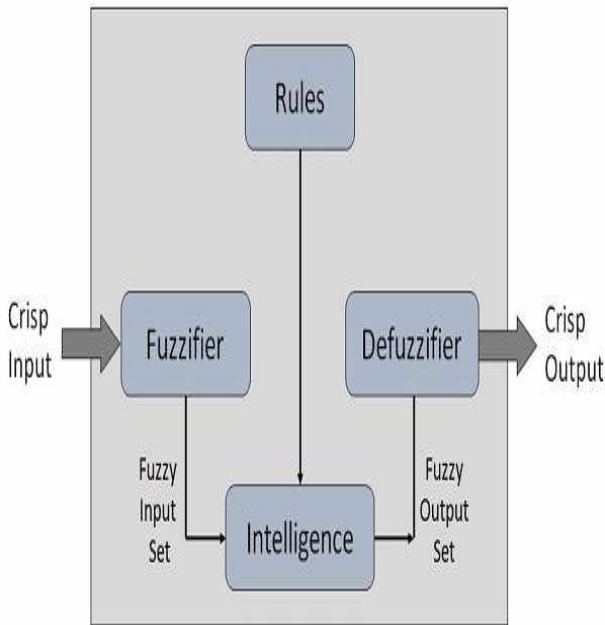 Rules
Crisp
Input
Fuzzifier
Defuzzifier
Crisp
Output
Fuzzy
Input
Set
Intelligence
Fuzzy
Output
Set